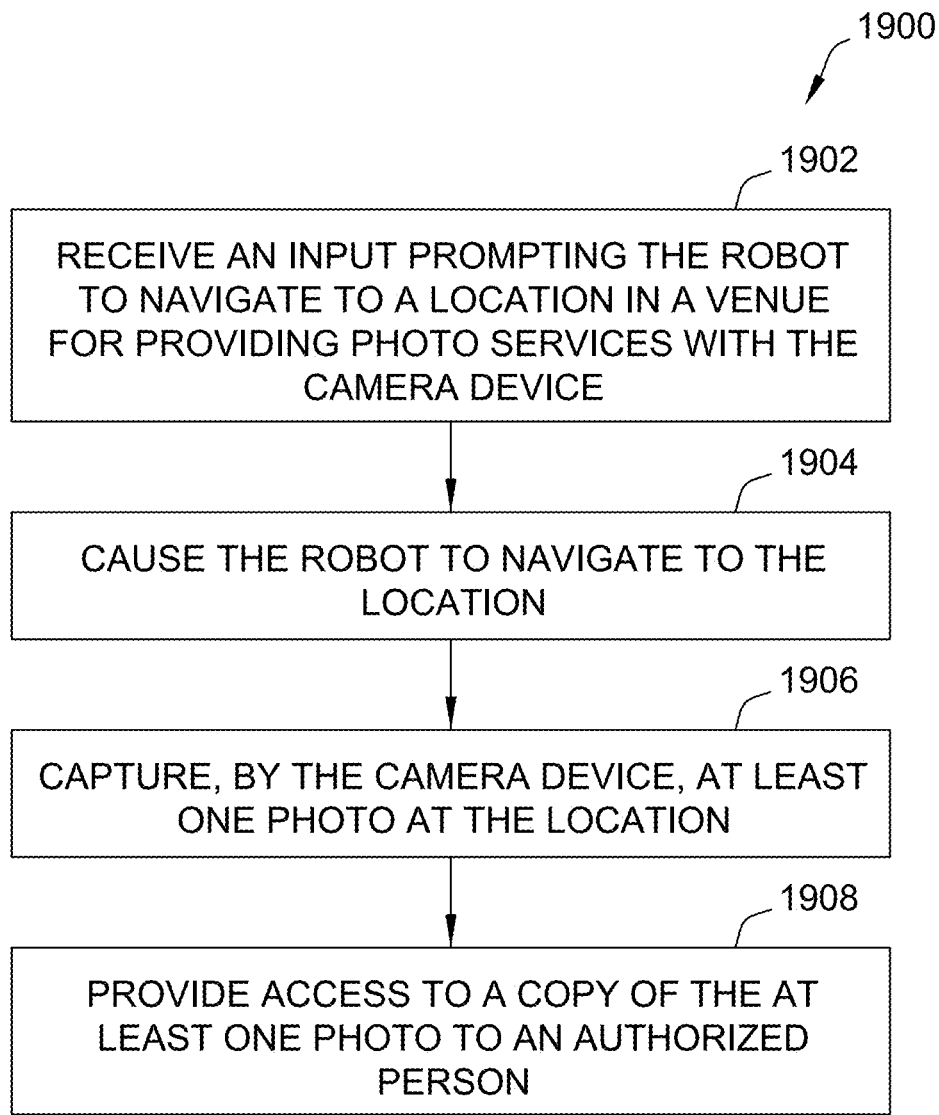 1900
1902
RECEIVE AN INPUT PROMPTING THE ROBOT
TO NAVIGATE TO A LOCATION IN A VENUE
FOR PROVIDING PHOTO SERVICES WITH THE
CAMERA DEVICE
1904
CAUSE THE ROBOT TO NAVIGATE TO THE
LOCATION
1906
CAPTURE, BY THE CAMERA DEVICE, AT LEAST
ONE PHOTO AT THE LOCATION
1908
PROVIDE ACCESS TO A COPY OF THE AT
LEAST ONE PHOTO TO AN AUTHORIZED
PERSON